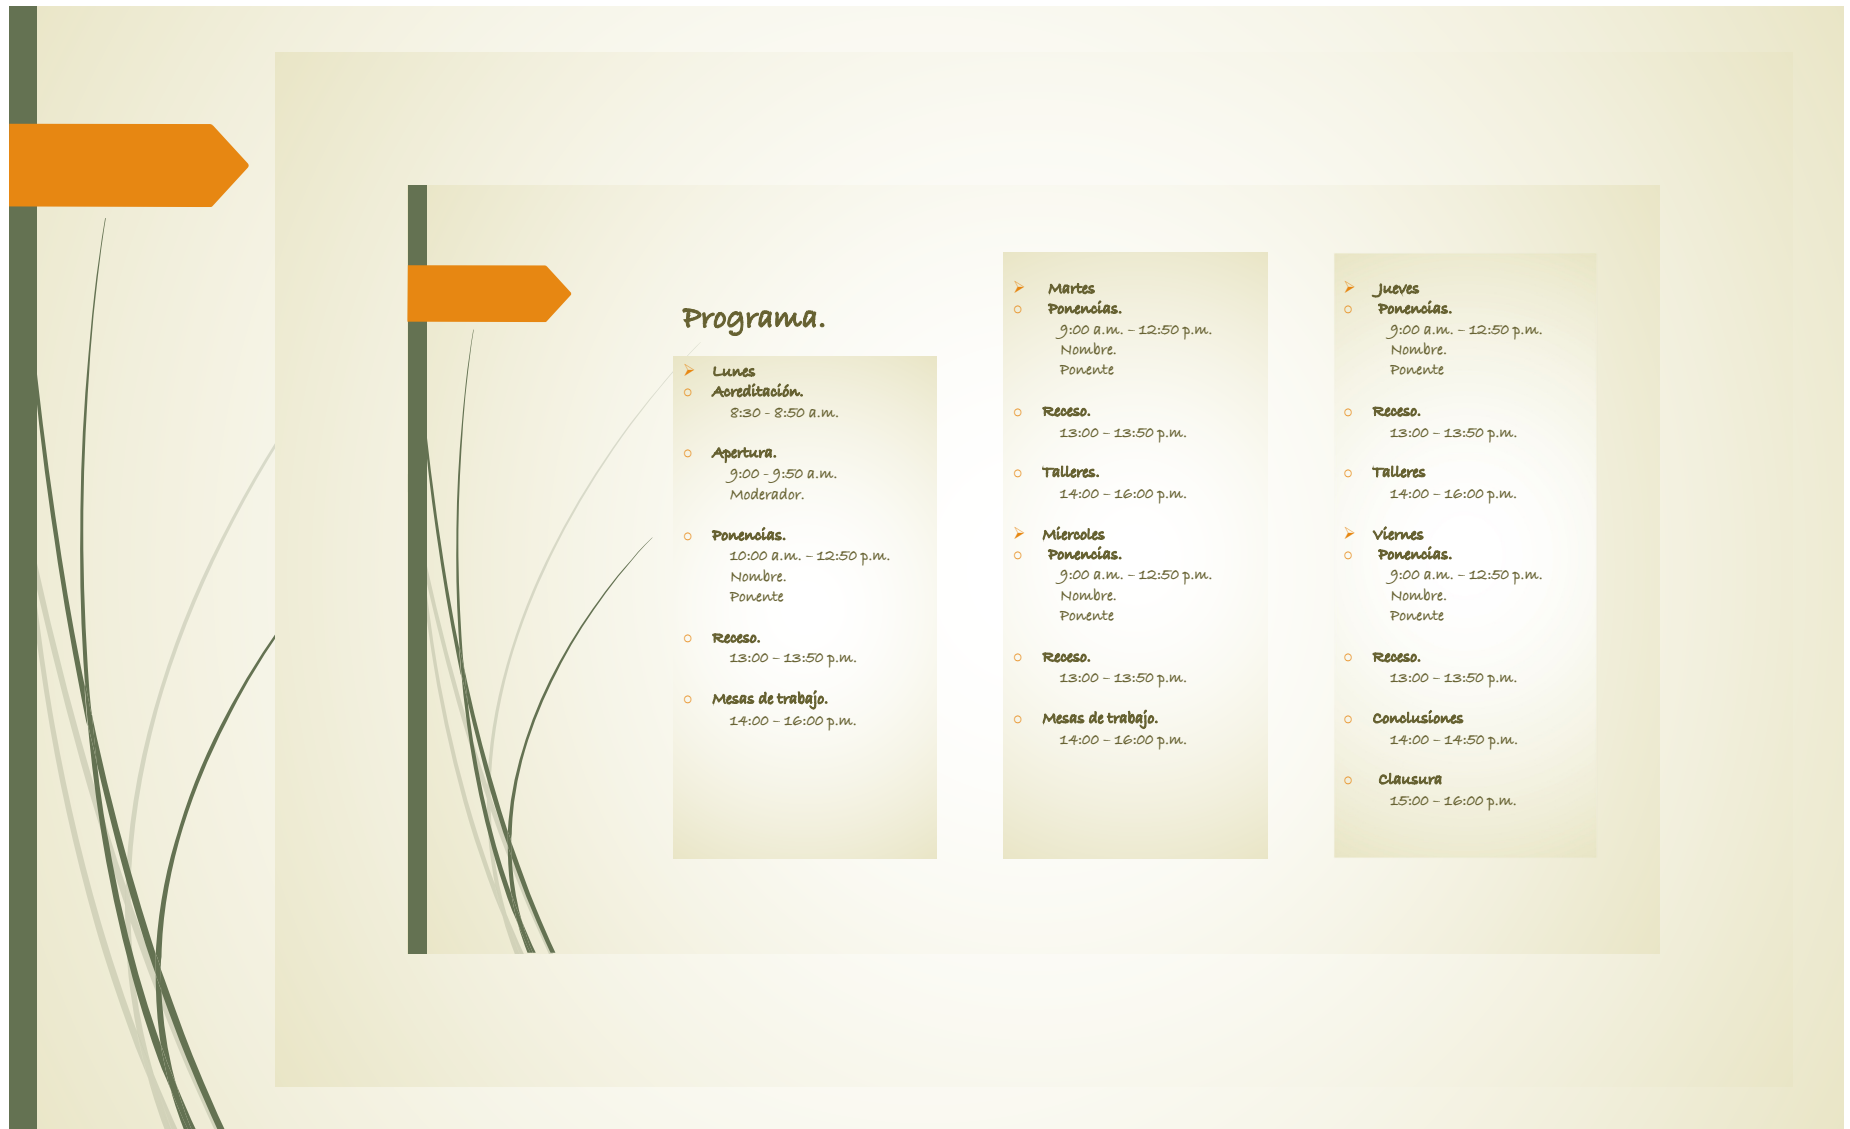 Programa.
Lunes
Acreditación.
8:30 - 8:50 a.m.
Apertura.
9:00 - 9:50 a.m.
Moderador.
Ponencias.
10:00 a.m. – 12:50 p.m.
Nombre.
Ponente
Receso.
13:00 – 13:50 p.m.
Mesas de trabajo.
14:00 – 16:00 p.m.
Martes
Ponencias.
9:00 a.m. – 12:50 p.m.
Nombre.
Ponente
Receso.
13:00 – 13:50 p.m.
Talleres.
14:00 – 16:00 p.m.
Miercoles
Ponencias.
9:00 a.m. – 12:50 p.m.
Nombre.
Ponente
Receso.
13:00 – 13:50 p.m.
Mesas de trabajo.
14:00 – 16:00 p.m.
Jueves
Ponencias.
9:00 a.m. – 12:50 p.m.
Nombre.
Ponente
Receso.
13:00 – 13:50 p.m.
Talleres
14:00 – 16:00 p.m.
Viernes
Ponencias.
9:00 a.m. – 12:50 p.m.
Nombre.
Ponente
Receso.
13:00 – 13:50 p.m.
Conclusiones
14:00 – 14:50 p.m.
Clausura
15:00 – 16:00 p.m.